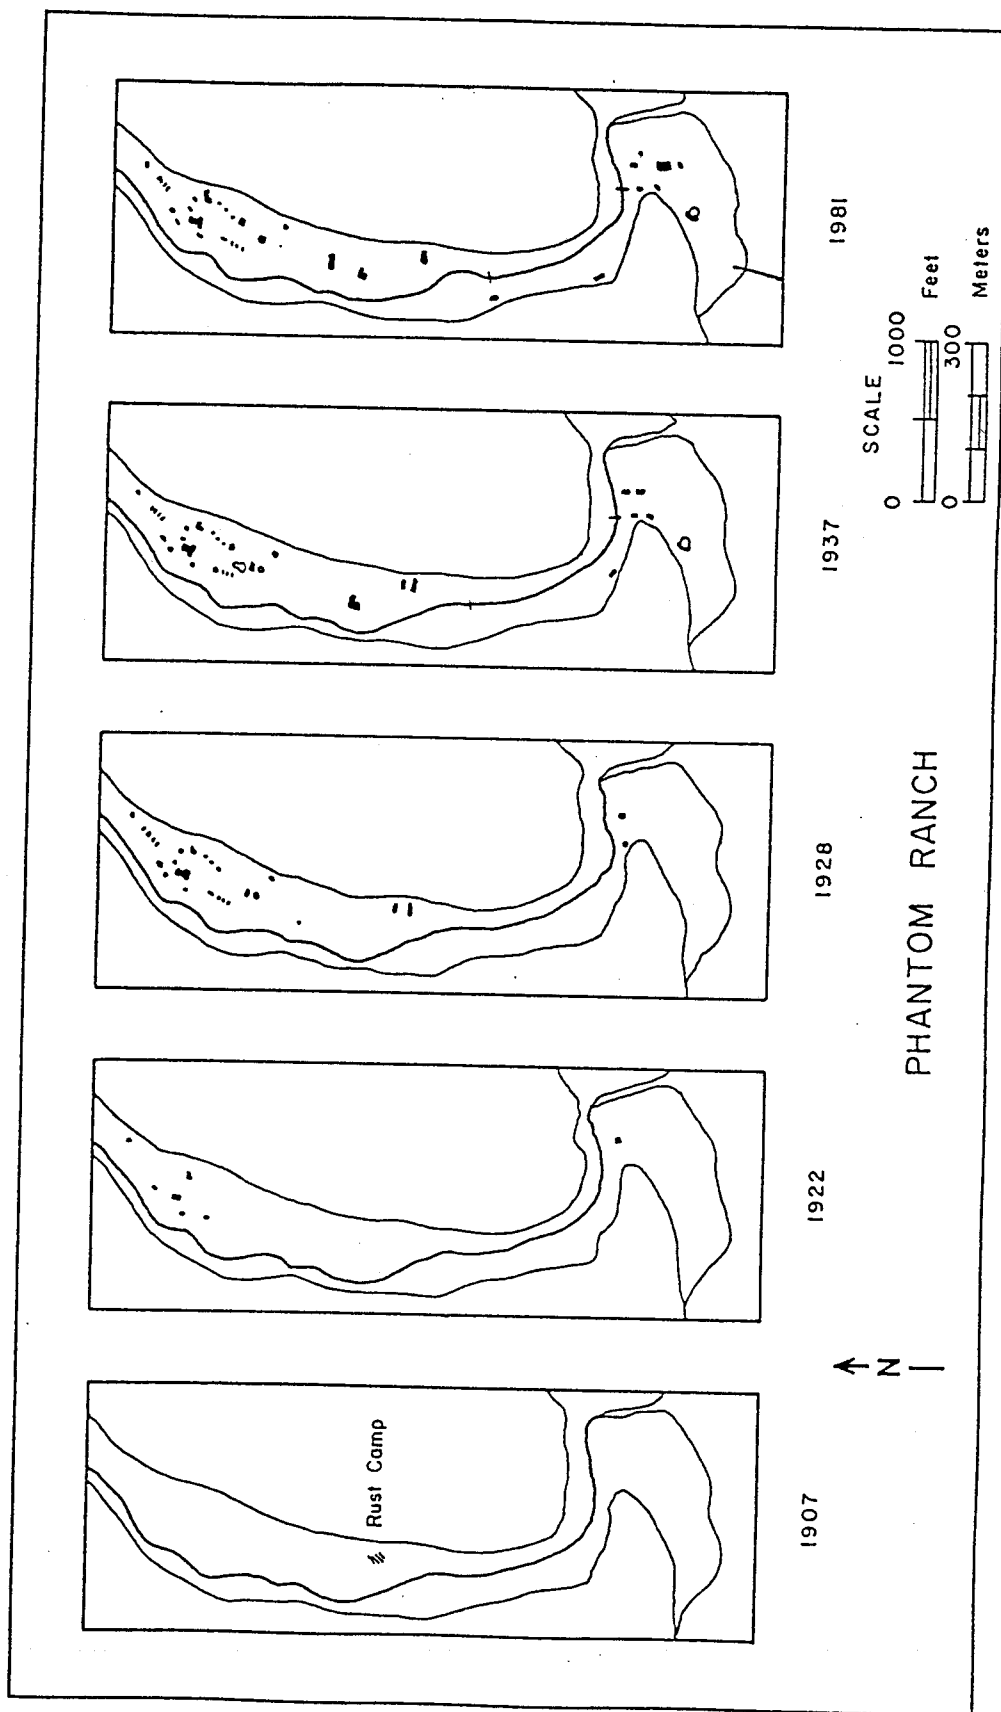 1907
1922
1928
1937
1981
Rust Camp
N
PHANTOM RANCH
SCALE
0 1000
Feet
0 300
Meters